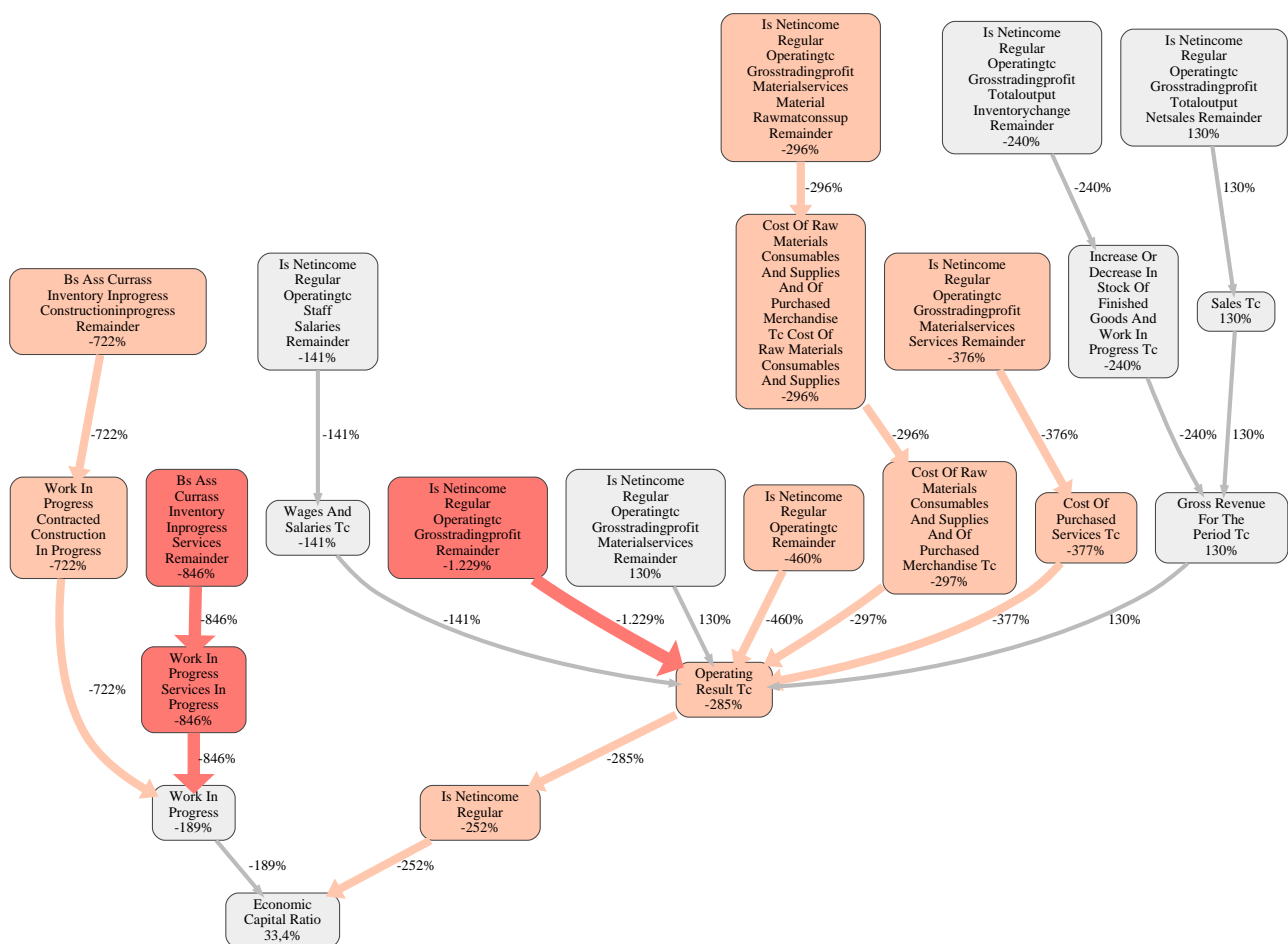 Is Netincome
Regular
Operatingtc
Grosstradingprofit
Materialservices
Material
Rawmatconssup
Remainder
-296%
Is Netincome
Regular
Operatingtc
Grosstradingprofit
Totaloutput
Inventorychange
Remainder
-240%
Is Netincome
Regular
Operatingtc
Grosstradingprofit
Totaloutput
Netsales Remainder
130%
-296%
-240%
130%
Bs Ass Currass
Inventory Inprogress
Constructioninprogress
Remainder
-722%
Is Netincome
Regular
Operatingtc
Staff
Salaries
Remainder
-141%
Cost Of Raw
Materials
Consumables
And Supplies
And Of
Purchased
Merchandise
Tc Cost Of
Raw Materials
Consumables
And Supplies
-296%
Is Netincome
Regular
Operatingtc
Grosstradingprofit
Materialservices
Services Remainder
-376%
Increase Or
Decrease In
Stock Of
Finished
Goods And
Work In
Progress Tc
-240%
Sales Tc
130%
-722%
-141%
-296%
-376%
-240%
130%
Work In
Progress
Contracted
Construction
In Progress
-722%
Bs Ass
Currass
Inventory
Inprogress
Services
Remainder
-846%
Wages And
Salaries Tc
-141%
Is Netincome
Regular
Operatingtc
Grosstradingprofit
Remainder
-1.229%
Is Netincome
Regular
Operatingtc
Grosstradingprofit
Materialservices
Remainder
130%
Is Netincome
Regular
Operatingtc
Remainder
-460%
Cost Of Raw
Materials
Consumables
And Supplies
And Of
Purchased
Merchandise Tc
-297%
Cost Of
Purchased
Services Tc
-377%
Gross Revenue
For The
Period Tc
130%
-846%
-141%
-1.229%
130%
-460%
-297%
-377%
130%
-722%
Work In
Progress
Services In
Progress
-846%
Operating
Result Tc
-285%
-846%
-285%
Work In
Progress
-189%
Is Netincome
Regular
-252%
-189%
-252%
Economic
Capital Ratio
33,4%